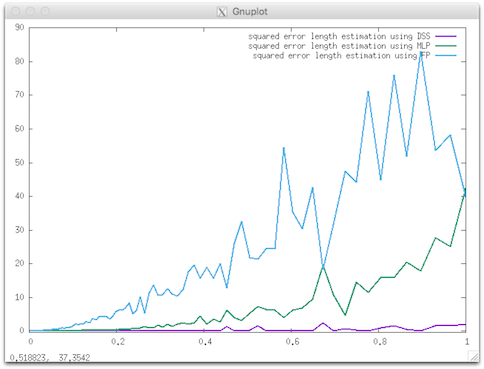 Gnuplot
90
squared error length estimation using DSS
squared error length estimation using MLP
squared error length estimation using
80
70
60
50
40
30
20
10
0
0 0.2 0.4 0.6 0.8 1
0.518823, 37.3542